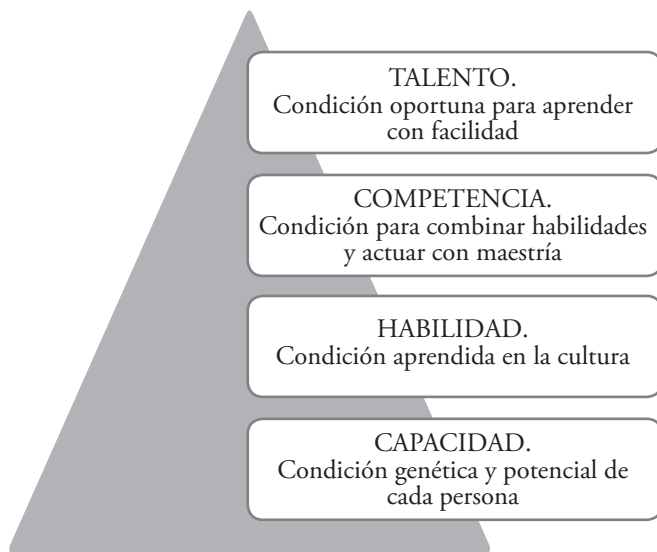 TALENTO.
Condición oportuna para aprender
con facilidad
COMPETENCIA.
Condición para combinar habilidades
y actuar con maestría
HABILIDAD.
Condición aprendida en la cultura
CAPACIDAD.
Condición genética y potencial de
cada persona